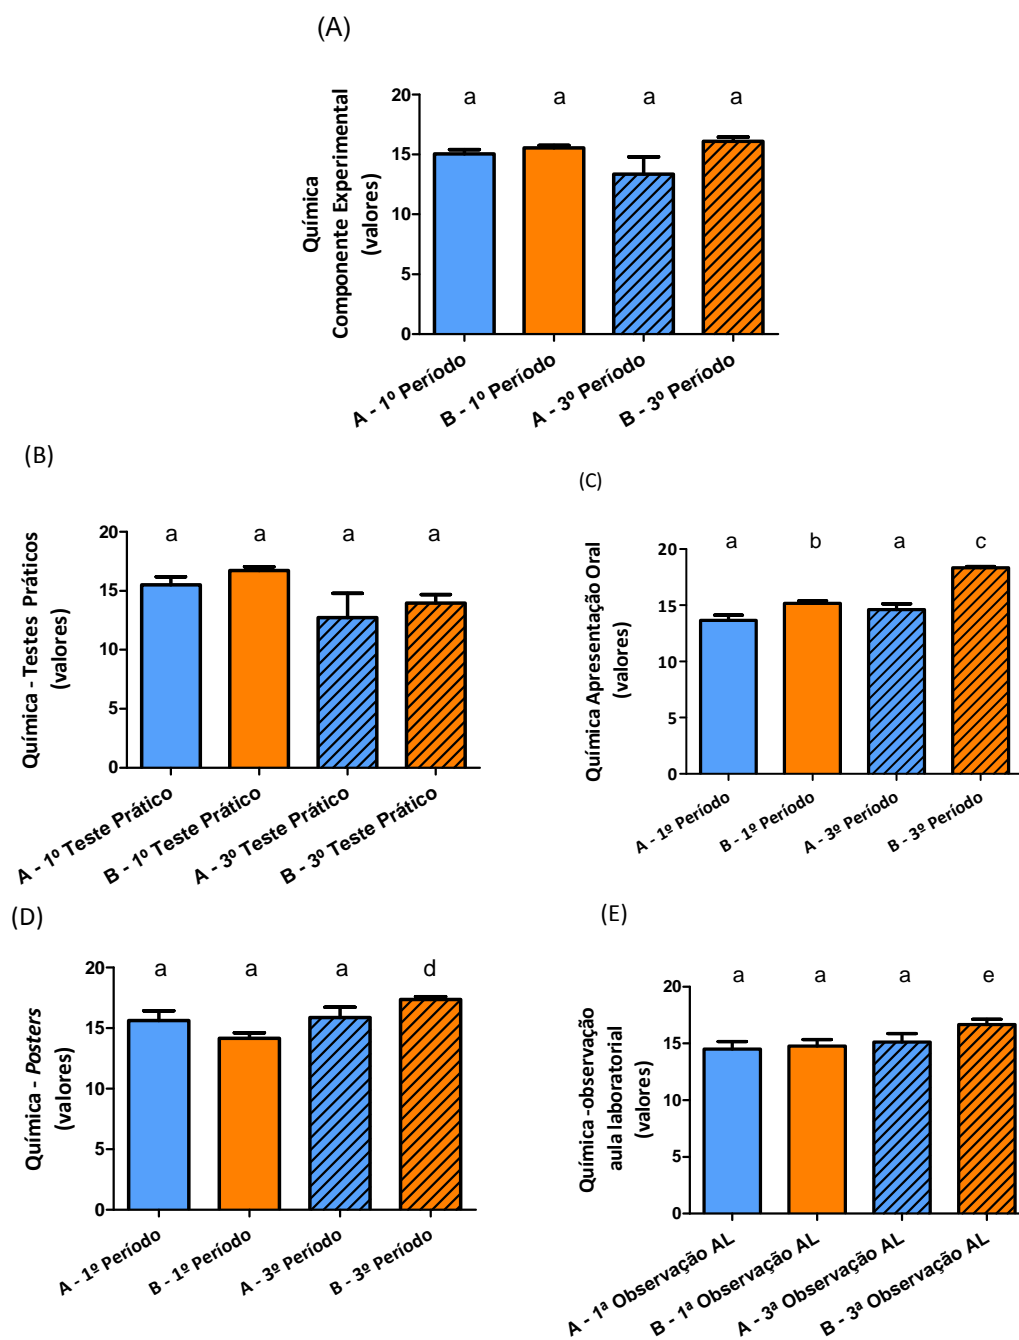 (A)
a a a a
Química
Componente Experimental
(valores)
20
15
10
5
0
A - 1º Período
B - 1º Período
A - 3º Período
B - 3º Período
(B)
a a a a
Química - Testes Práticos
(valores)
20
15
10
5
0
A - 1º Teste Prático
B - 1º Teste Prático
A - 3º Teste Prático
B - 3º Teste Prático
(C)
a b a c
Química Apresentação Oral
(valores)
20
15
10
5
0
A - 1º Período
B - 1º Período
A - 3º Período
B - 3º Período
(D)
a a a d
Química - Posters
(valores)
20
15
10
5
0
A - 1º Período
B - 1º Período
A - 3º Período
B - 3º Período
(E)
a a a e
Química -observação
aula laboratorial
(valores)
20
15
10
5
0
A - 1ª Observação AL
B - 1ª Observação AL
A - 3ª Observação AL
B - 3ª Observação AL